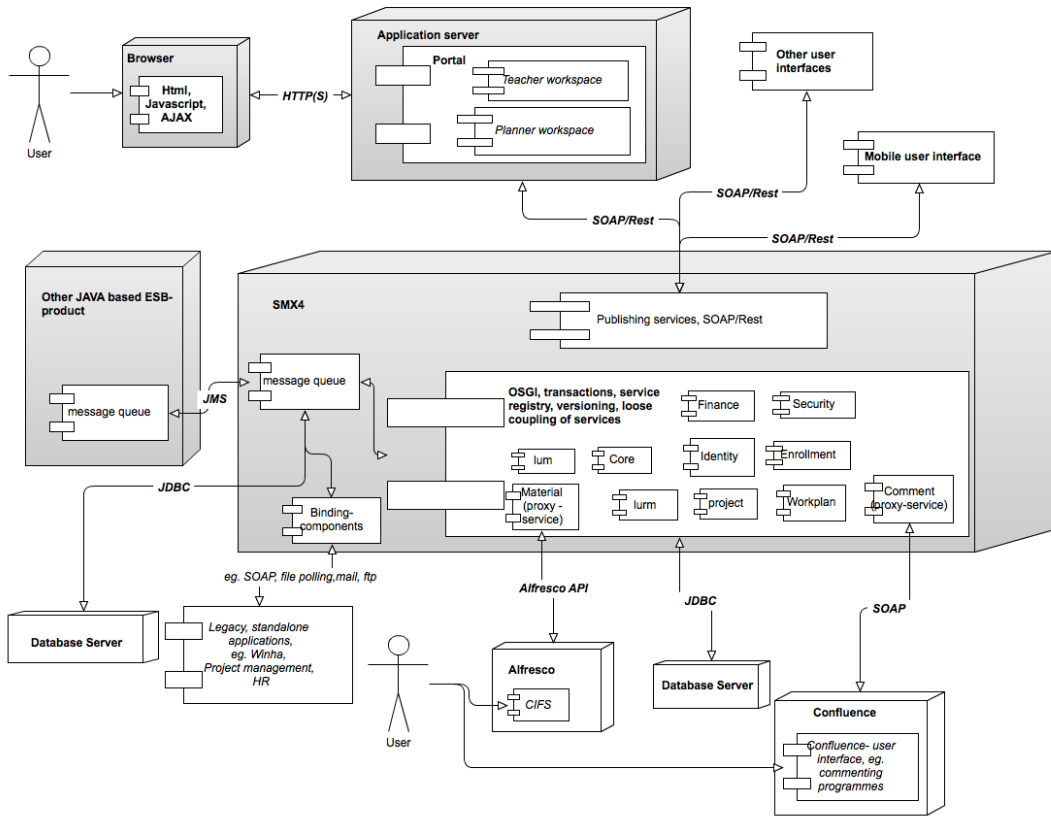 Application server
Portal
Teacher workspace
Planner workspace
Browser
Html,
Javascript,
AJAX
User
HTTP(S)
Other user
interfaces
Mobile user interface
SOAP/Rest
SOAP/Rest
SOAP/Rest
Other JAVA based ESB-
product
message queue
JMS
SMX4
Publishing services, SOAP/Rest
message queue
OSGI, transactions, service
registry, versioning, loose
coupling of services
Finance
Security
Ium
Core
Identity
Enrollment
Material
(proxy -
service)
Iurm
project
Workplan
Comment
(proxy-service)
JDBC
Binding-
components
eg. SOAP, file polling,mail, ftp
Alfresco API
JDBC
SOAP
Database Server
Legacy, standalone
applications,
eg. Winha,
Project management,
HR
User
Alfresco
CIFS
Database Server
Confluence
Confluence- user
interface, eg.
commenting
programmes